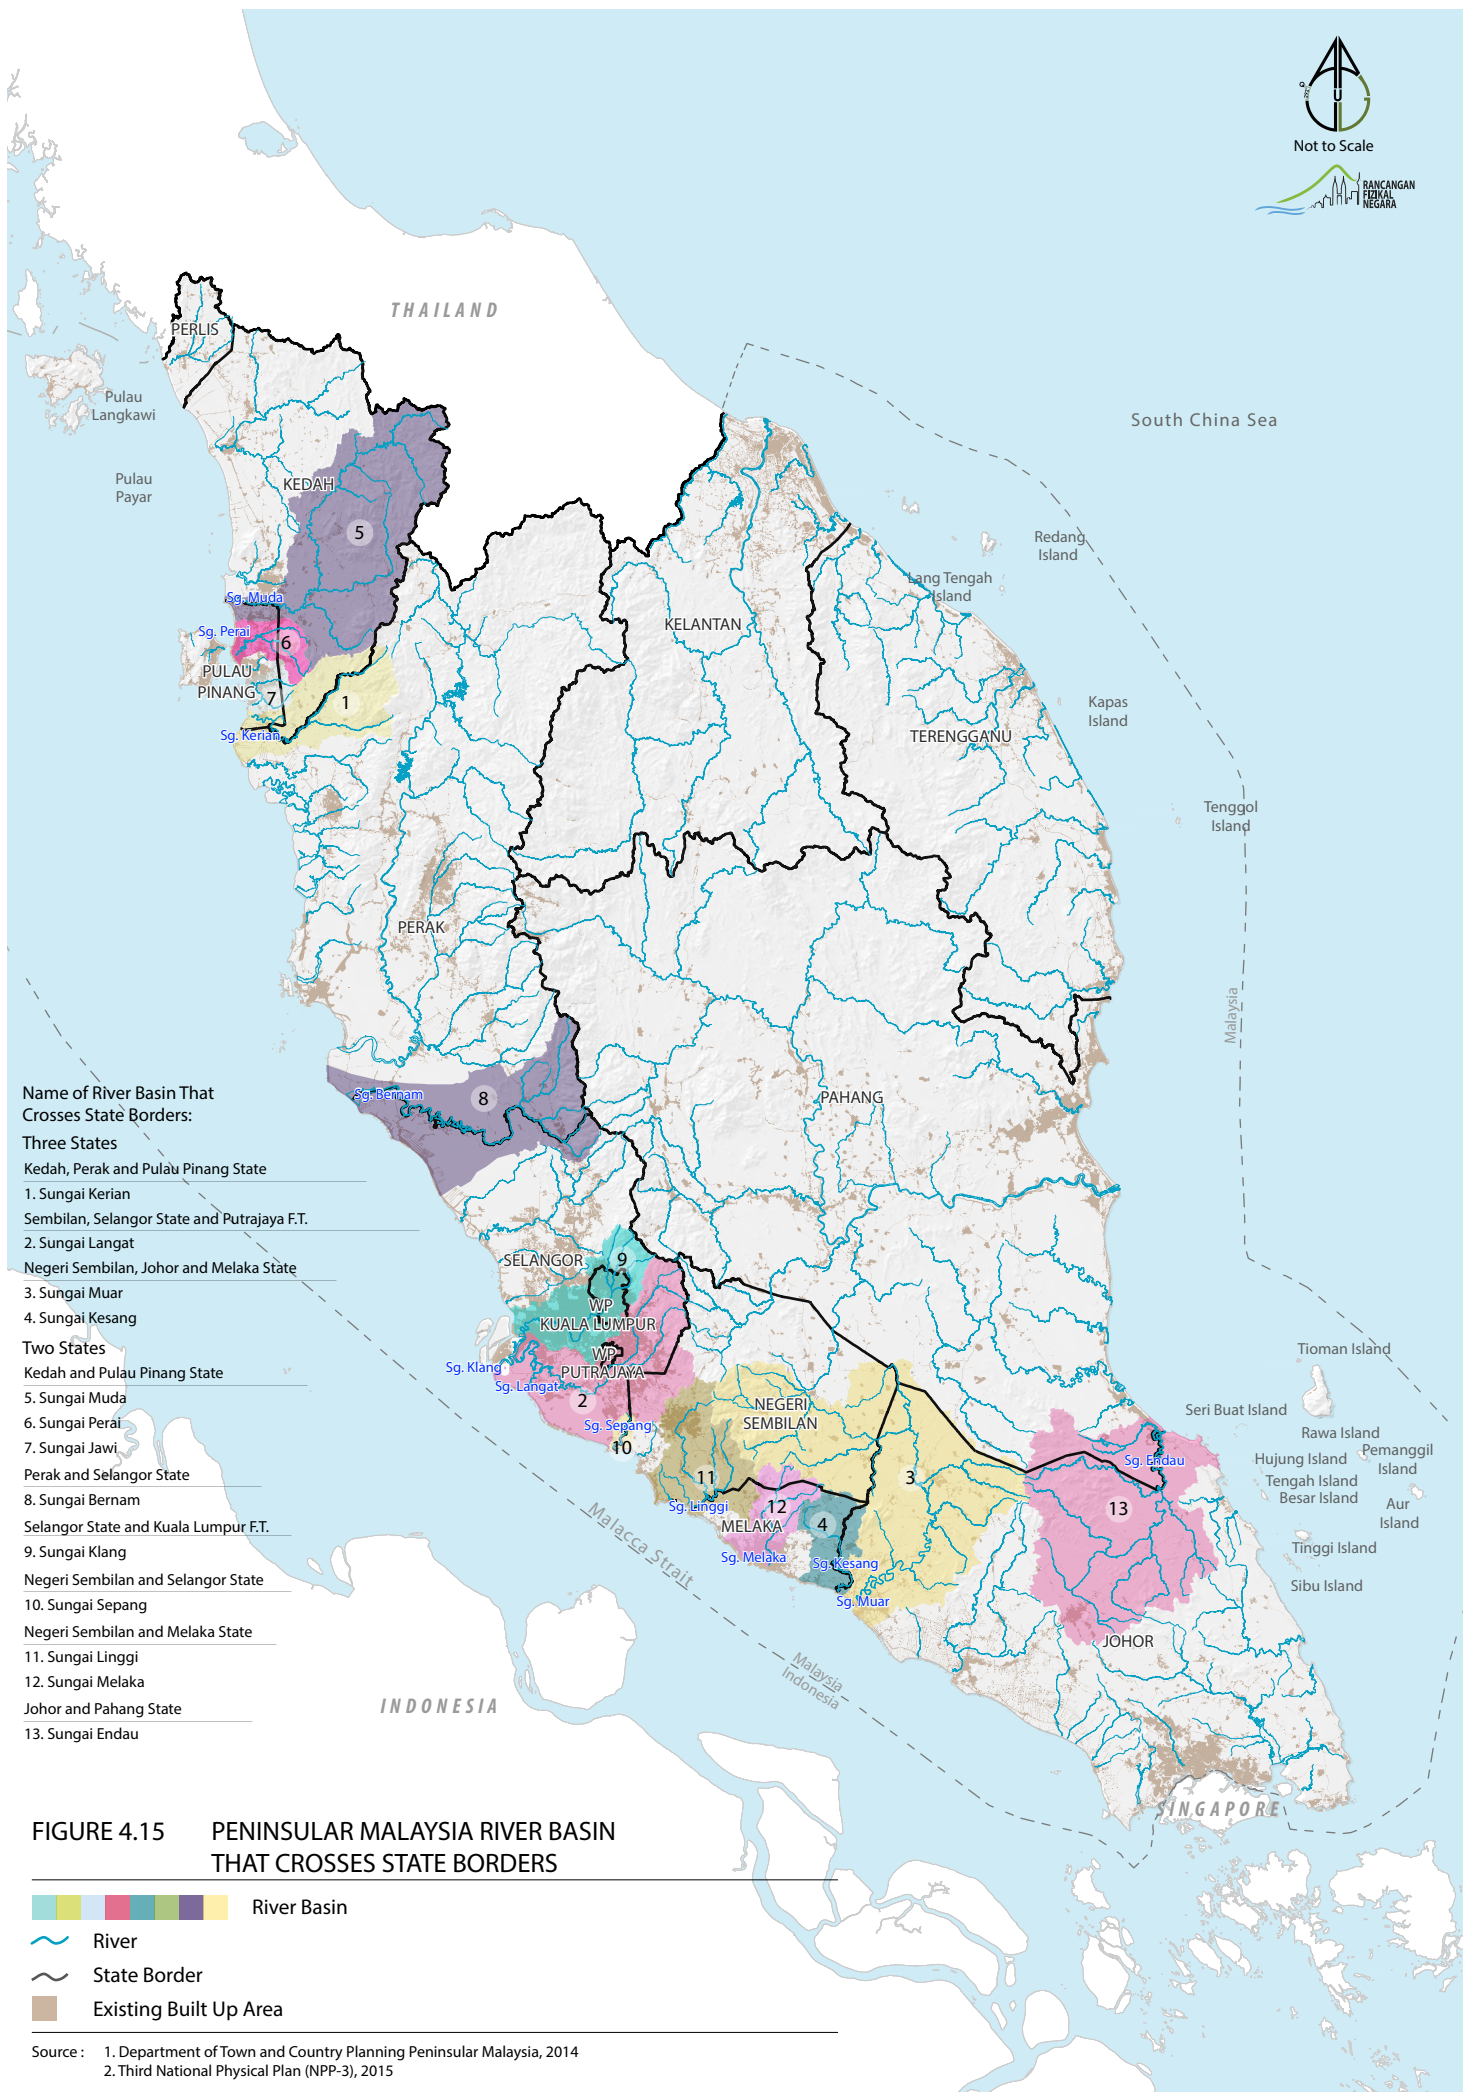 Not to Scale
RANCANGAN
FIZIKAL
NEGARA
THAILAND
PERLIS
Pulau
Langkawi
South China Sea
Pulau
Payar
KEDAH
5
Redang
Island
Lang Tengah
Island
Sg. Muda
KELANTAN
Sg. Perai
6
PULAU
PINANG
7
1
Kapas
Island
Sg. Kerian
TERENGGANU
Tenggol
Island
PERAK
Malaysia
Sg. Bernam
8
PAHANG
Name of River Basin That
Crosses State Borders:
Three States
Kedah, Perak and Pulau Pinang State
1. Sungai Kerian
Sembilan, Selangor State and Putrajaya F.T.
2. Sungai Langat
Negeri Sembilan, Johor and Melaka State
3. Sungai Muar
4. Sungai Kesang
Two States
Kedah and Pulau Pinang State
5. Sungai Muda
6. Sungai Perai
7. Sungai Jawi
Perak and Selangor State
8. Sungai Bernam
Selangor State and Kuala Lumpur F.T.
9. Sungai Klang
Negeri Sembilan and Selangor State
10. Sungai Sepang
Negeri Sembilan and Melaka State
11. Sungai Linggi
12. Sungai Melaka
Johor and Pahang State
13. Sungai Endau
SELANGOR
9
WP
KUALA LUMPUR
WP
PUTRAJAYA
Sg. Klang
Sg. Langat
2
Sg. Sepang
10
NEGERI
SEMBILAN
11
Sg. Linggi
12
MELAKA
4
3
Sg. Melaka
Sg. Kesang
Sg. Muar
Sg. Endau
13
JOHOR
Tioman Island
Seri Buat Island
Rawa Island
Hujung Island
Pemanggil
Island
Tengah Island
Besar Island
Aur
Island
Tinggi Island
Sibu Island
Malacca Strait
Malaysia
Indonesia
INDONESIA
SINGAPORE
FIGURE 4.15 PENINSULAR MALAYSIA RIVER BASIN
THAT CROSSES STATE BORDERS
River Basin
River
State Border
Existing Built Up Area
Source : 1. Department of Town and Country Planning Peninsular Malaysia, 2014
2. Third National Physical Plan (NPP-3), 2015